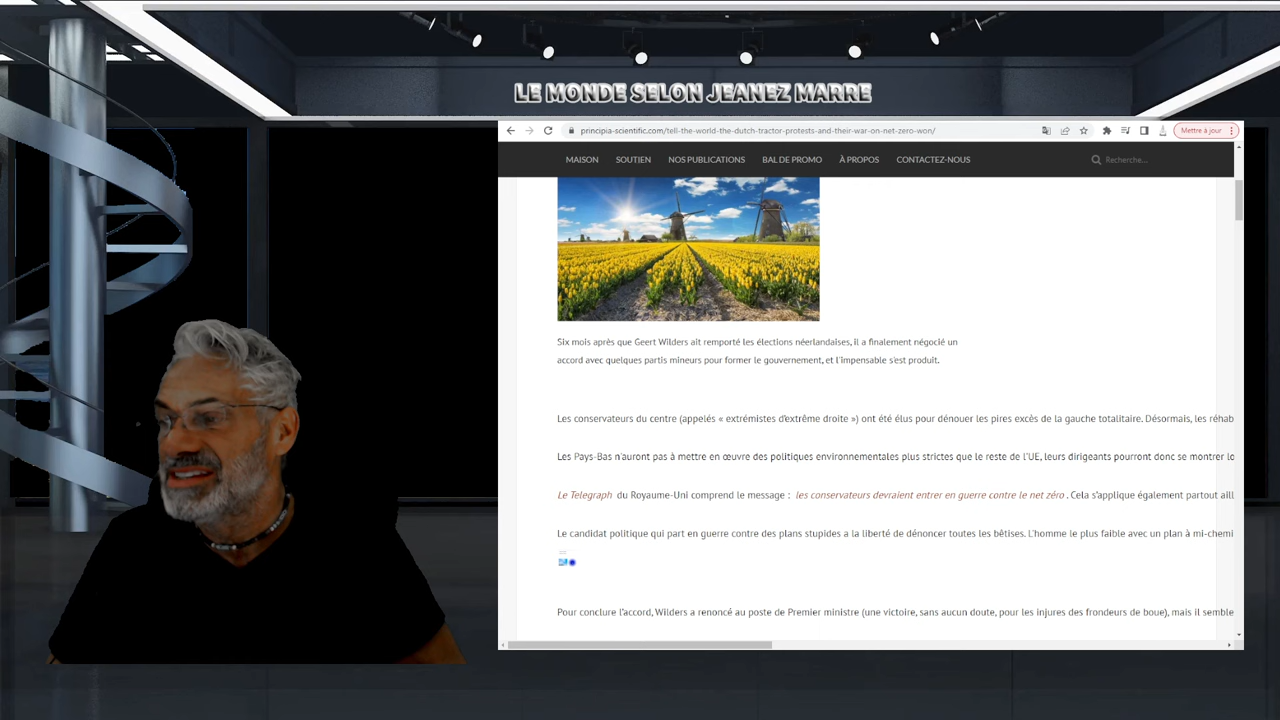 LE MONDE SELON JEANEZ MARRE
principia-scientific.com/tell-the-world-the-dutch-tractor-protests-and-their-war-on-net-zero-won/
Mettre à jour
MAISON SOUTIEN NOS PUBLICATIONS BAL DE PROMO À PROPOS CONTACTEZ-NOUS Recherche...
Six mois après que Geert Wilders ait remporté les élections néerlandaises, il a finalement négocié un
accord avec quelques partis mineurs pour former le gouvernement, et l'impensable s'est produit.
Les conservateurs du centre (appelés « extrémistes d'extrême droite ») ont été élus pour dénouer les pires excès de la gauche totalitaire. Désormais, les réhab
Les Pays-Bas n'auront pas à mettre en œuvre des politiques environnementales plus strictes que le reste de l'UE, leurs dirigeants pourront donc se montrer lo
Le Telegraph du Royaume-Uni comprend le message : les conservateurs devraient entrer en guerre contre le net zéro . Cela s'applique également partout aill
Le candidat politique qui part en guerre contre des plans stupides a la liberté de dénoncer toutes les bêtises. L'homme le plus faible avec un plan à mi-chemi
Pour conclure l'accord, Wilders a renoncé au poste de Premier ministre (une victoire, sans aucun doute, pour les injures des frondeurs de boue), mais il semble